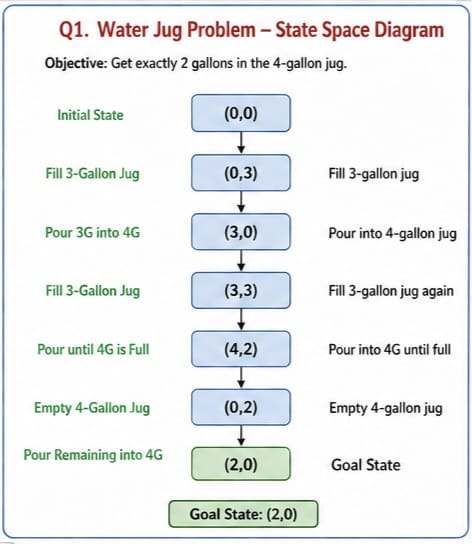 Q1. Water Jug Problem – State Space Diagram
Objective: Get exactly 2 gallons in the 4-gallon jug.
Initial State (0,0)
Fill 3-Gallon Jug (0,3) Fill 3-gallon jug
Pour 3G into 4G (3,0) Pour into 4-gallon jug
Fill 3-Gallon Jug (3,3) Fill 3-gallon jug again
Pour until 4G is Full (4,2) Pour into 4G until full
Empty 4-Gallon Jug (0,2) Empty 4-gallon jug
Pour Remaining into 4G (2,0) Goal State
Goal State: (2,0)